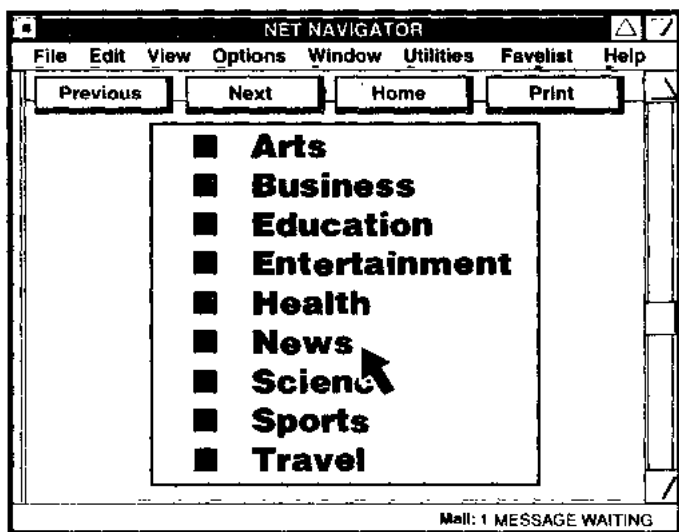 NET NAVIGATOR
File Edit View Options Window Utilities Favelist Help
Previous Next Home Print
Arts
Business
Education
Entertainment
Health
News
Sports
Travel
Mail: 1 MESSAGE WAITING